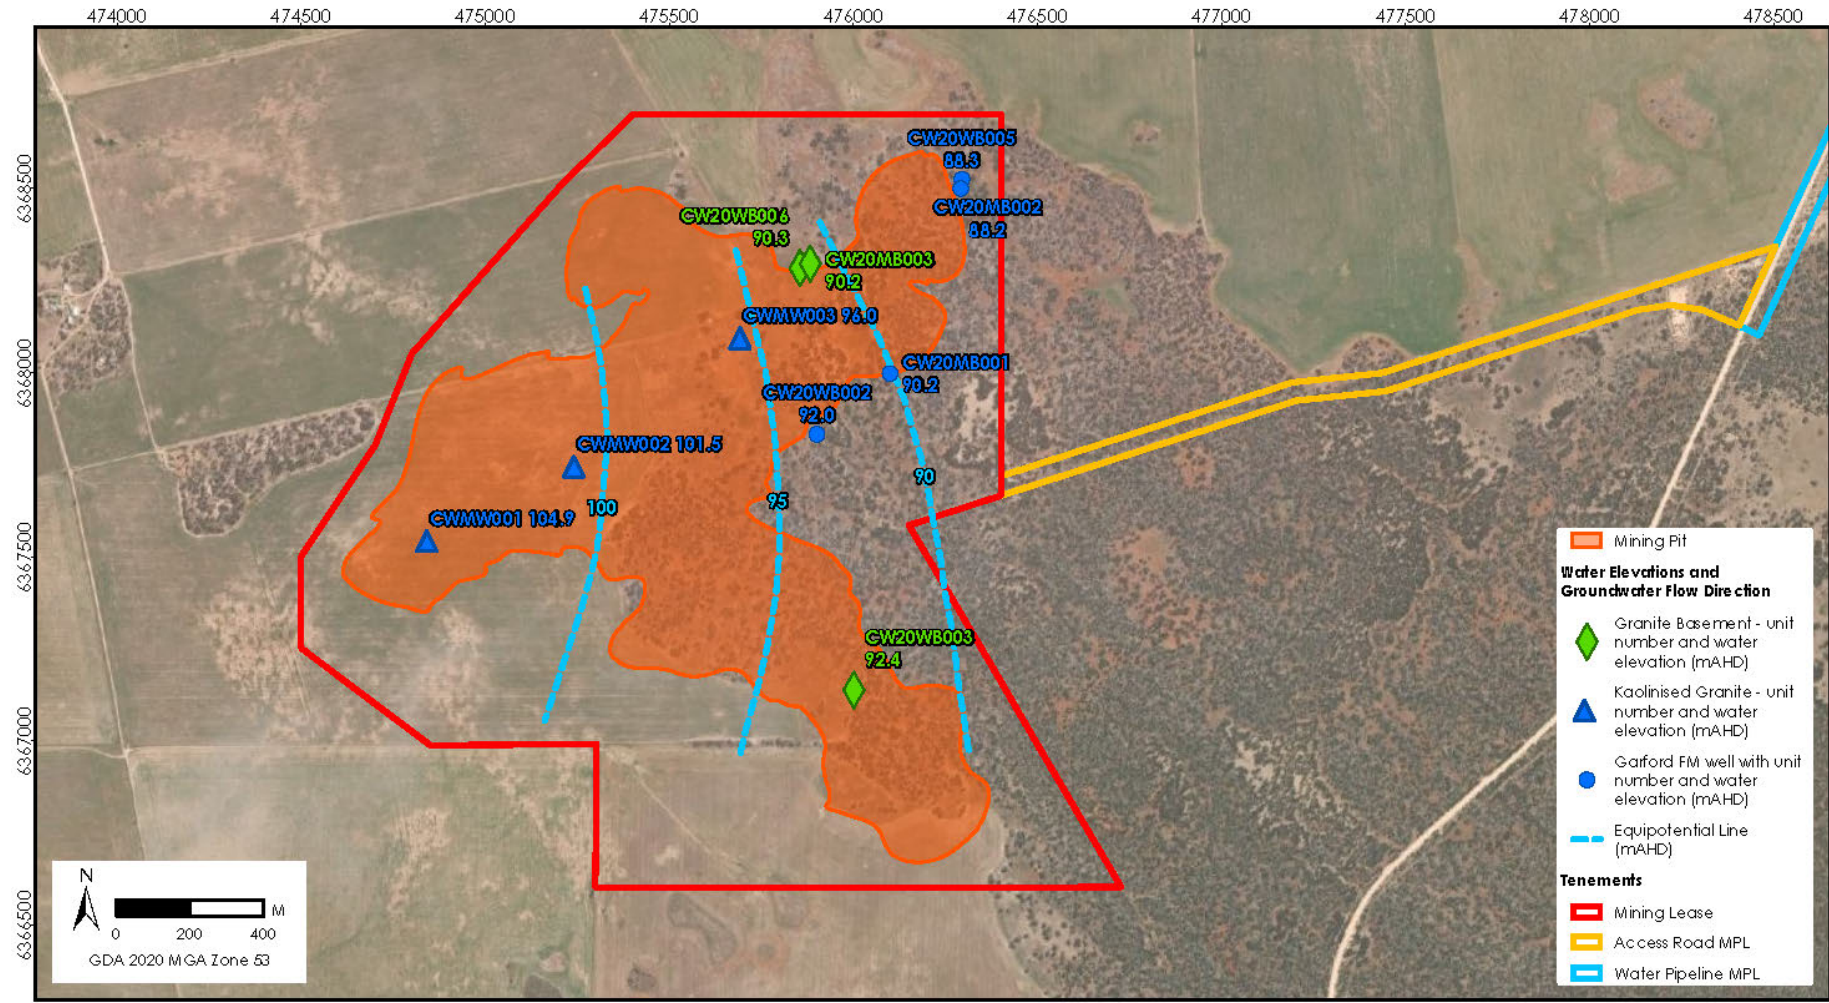 474000 474500 475000 475500 476000 476500 477000 477500 478000 478500
6368500
6368000
6367500
6367000
6366500
CW20WB005
88.3
CW20MB002
88.2
CW20WB006
90.3
CW20MB003
90.2
CWMW003 96.0
CW20MB001
90.2
CW20WB002
92.0
CWMW002 101.5
90
95
100
CWMW001 104.9
CW20WB003
92.4
Mining Pit
Water Elevations and
Groundwater Flow Direction
Granite Basement - unit
number and water
elevation (mAHD)
Kaolinised Granite - unit
number and water
elevation (mAHD)
Garford FM well with unit
number and water
elevation (mAHD)
Equipotential Line
(mAHD)
Tenements
Mining Lease
Access Road MPL
Water Pipeline MPL
N
M
0 200 400
GDA 2020 MGA Zone 53